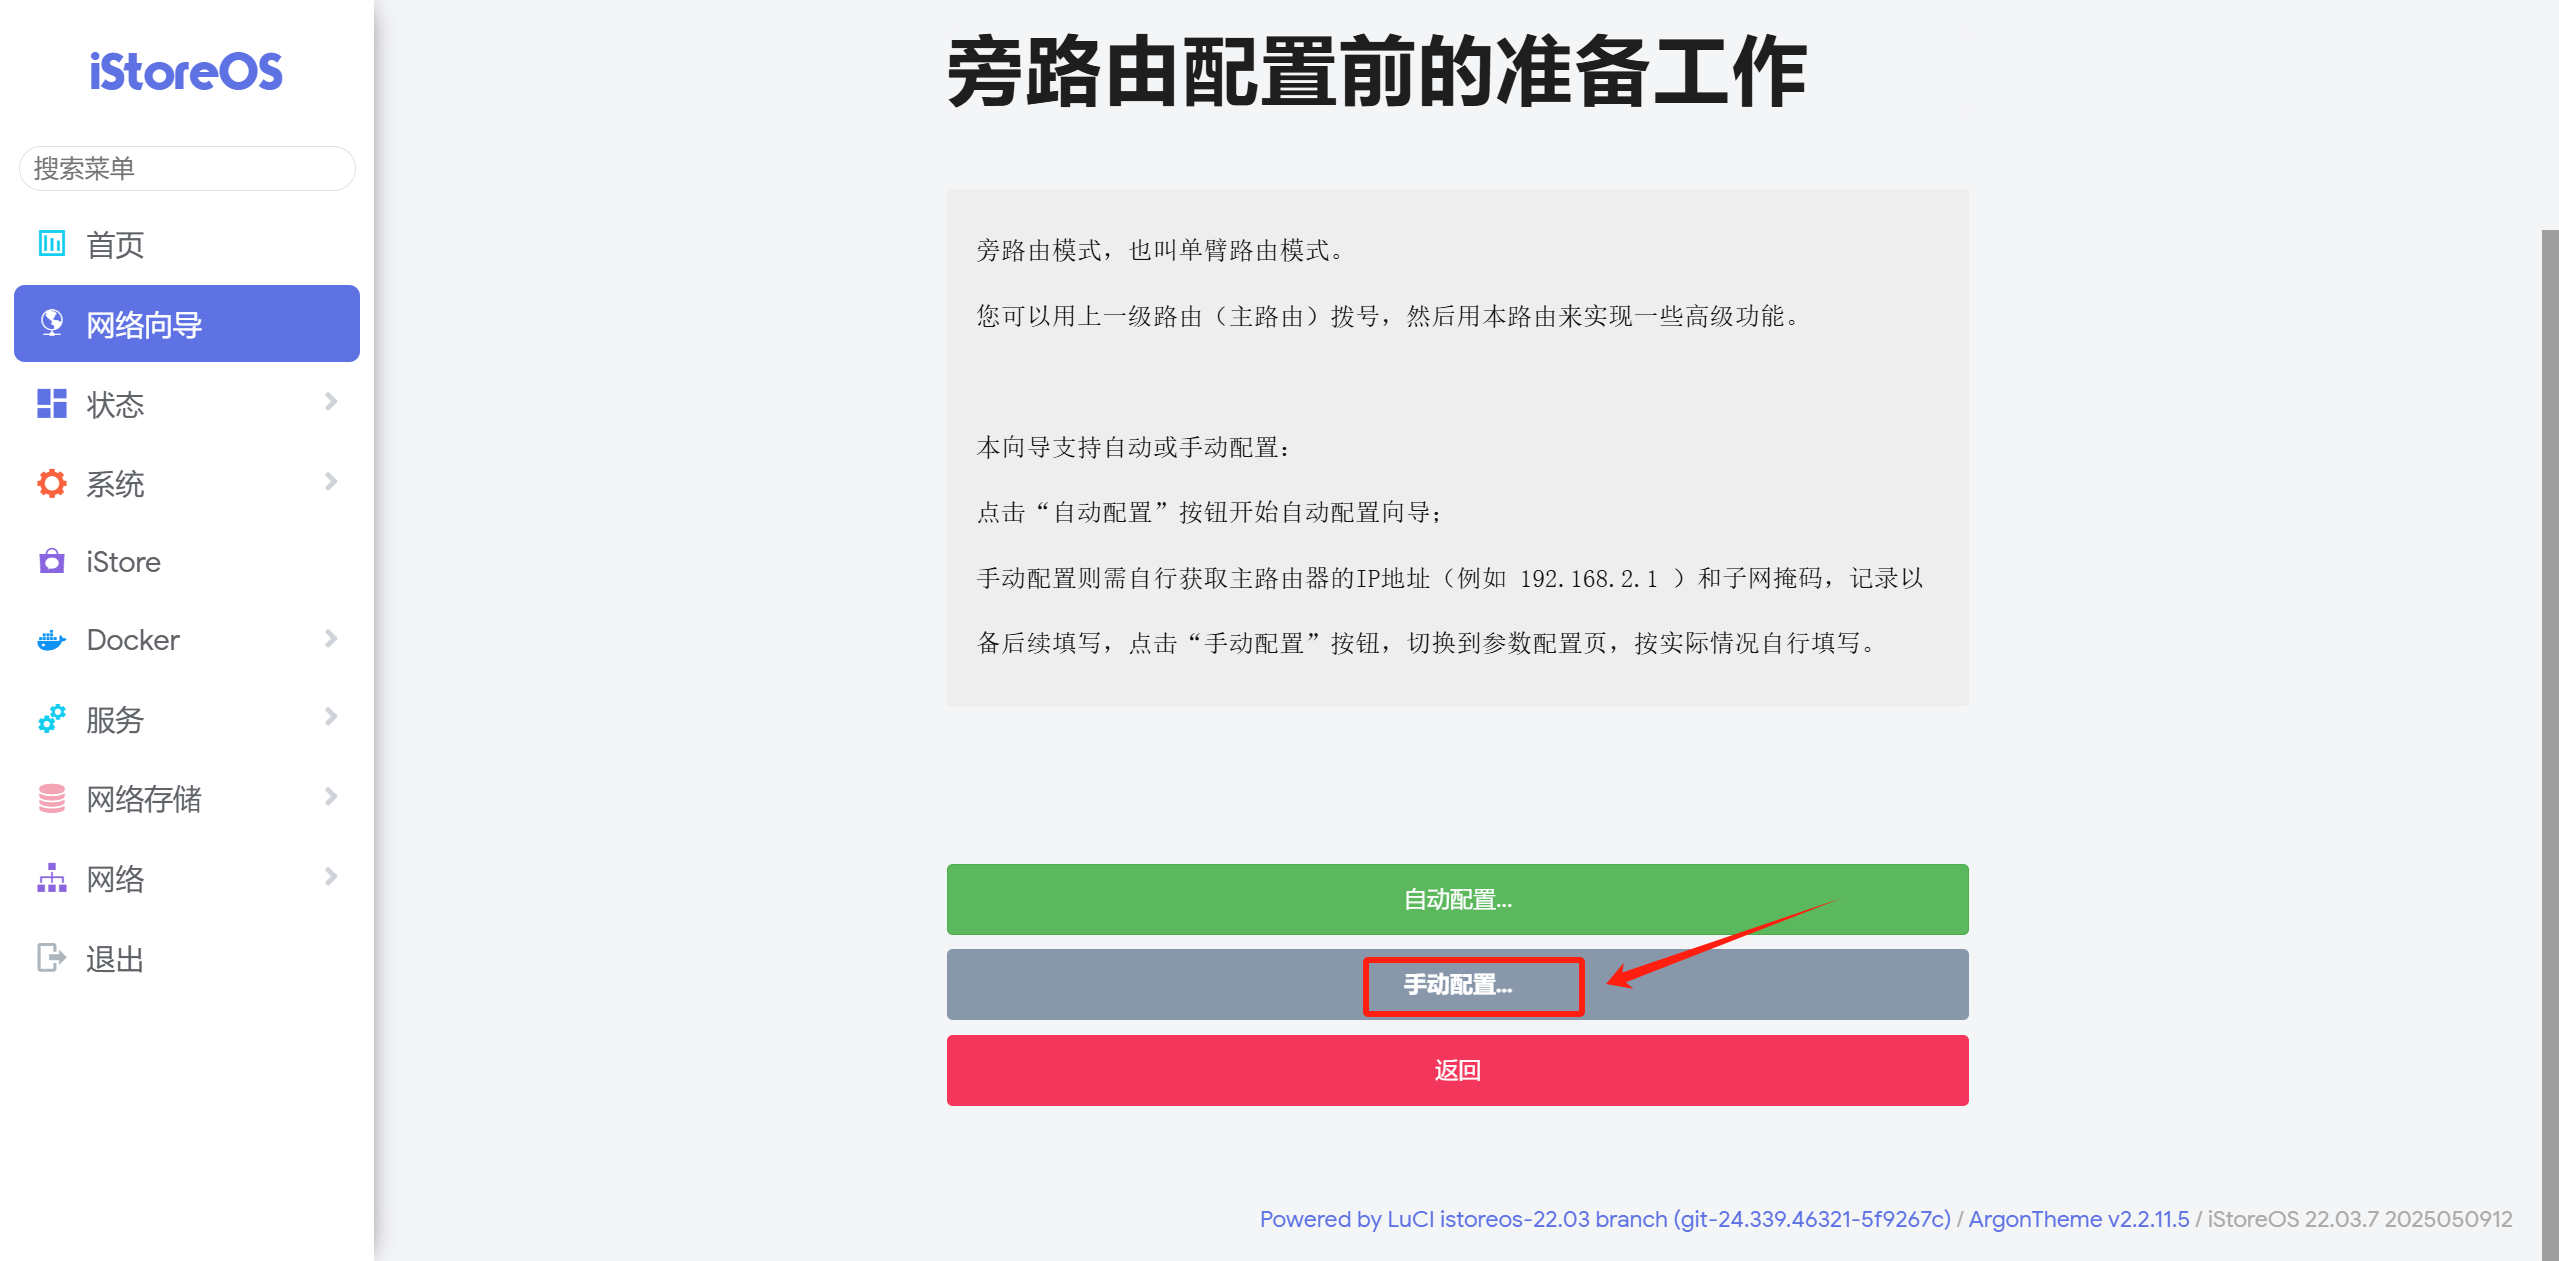 iStoreOS
搜索菜单
首页
网络向导
状态
系统
iStore
Docker
服务
网络存储
网络
退出
旁路由配置前的准备工作
旁路由模式，也叫单臂路由模式。
您可以用上一级路由（主路由）拨号，然后用本路由来实现一些高级功能。
本向导支持自动或手动配置：
点击“自动配置”按钮开始自动配置向导；
手动配置则需自行获取主路由器的IP地址（例如 192.168.2.1 ）和子网掩码，记录以
备后续填写，点击“手动配置”按钮，切换到参数配置页，按实际情况自行填写。
自动配置...
手动配置...
返回
Powered by LuCI istoreos-22.03 branch (git-24.339.46321-5f9267c) / ArgonTheme v2.2.11.5 / iStoreOS 22.03.7 2025050912